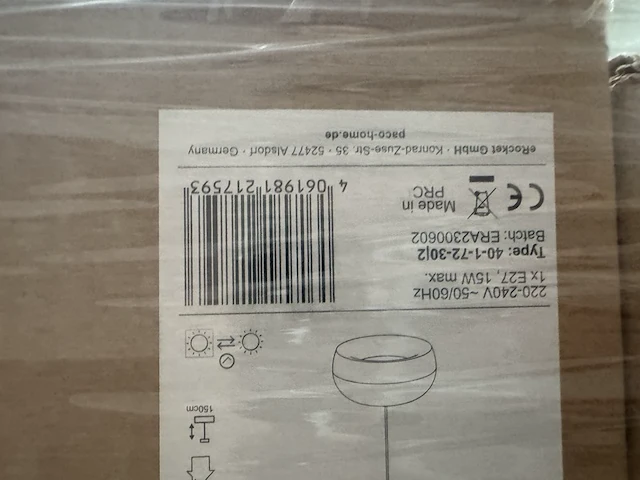 150cm
220-240V ~50/60Hz
1x E27, 15W max.
Type: 40-1-72-30|2
Batch: ERA2300602
Made in
PRC
4 061981 217593
eRocket GmbH · Konrad-Zuse-Str. 35 · 52477 Alsdorf · Germany
paco-home.de